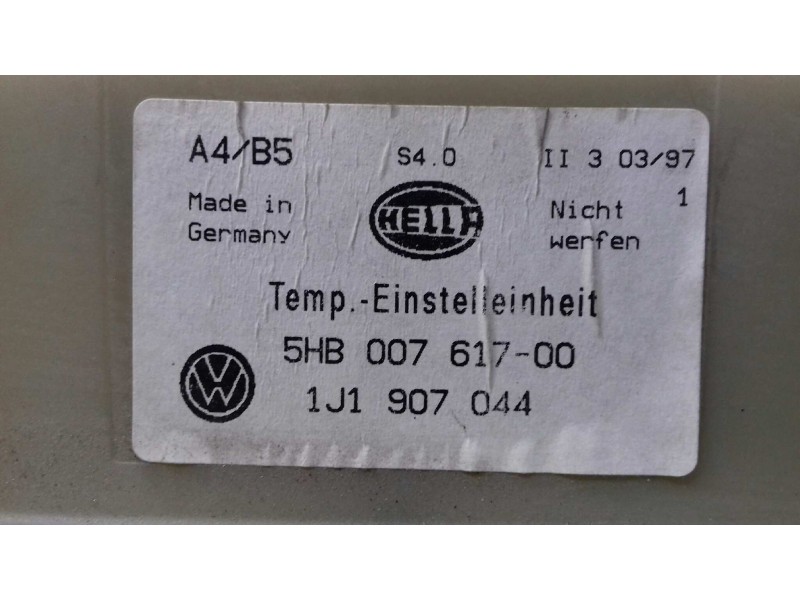 A4/B5 S4.0 II 3 03/97
Made in HELLA Nicht 1
Germany werfen
Temp.-Einstelleinheit
5HB 007 617-00
VW 1J1 907 044